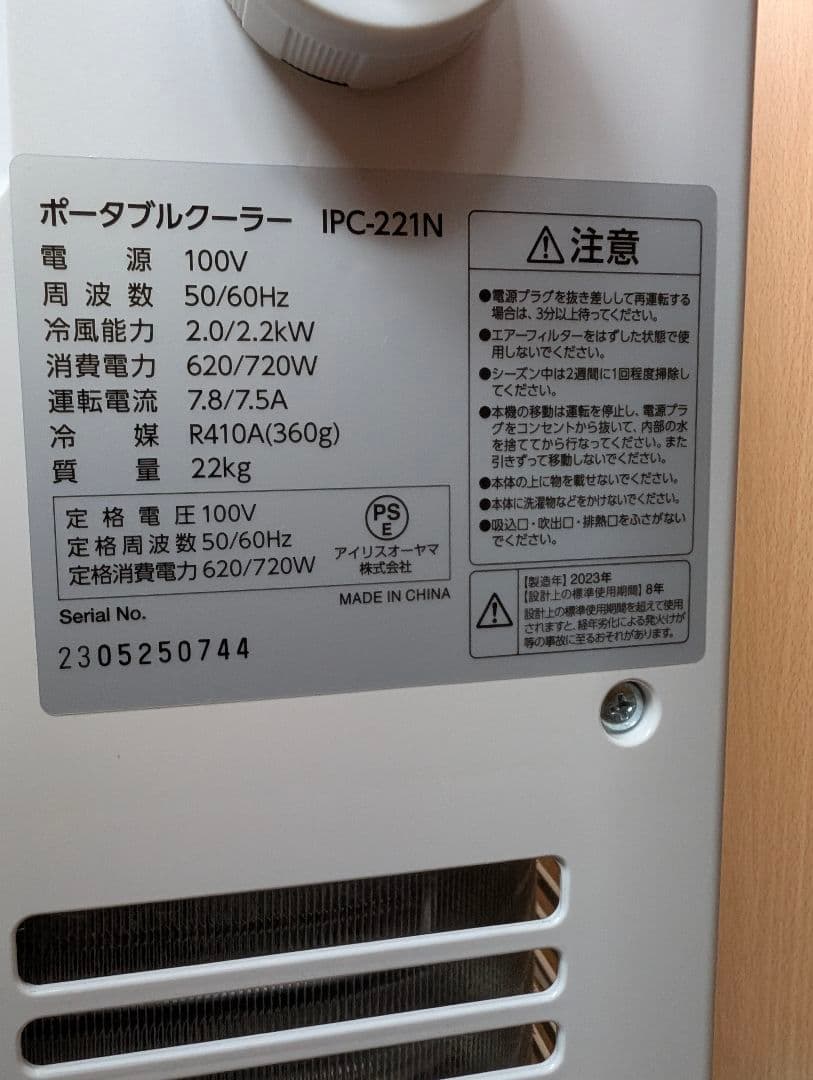 ポータブルクーラー IPC-221N
電源 100V
周波数 50/60Hz
冷風能力 2.0/2.2kW
消費電力 620/720W
運転電流 7.8/7.5A
冷媒 R410A(360g)
質量 22kg
定格電圧 100V
定格周波数 50/60Hz
定格消費電力 620/720W
PS
E
アイリスオーヤマ
株式会社
MADE IN CHINA
Serial No.
2305250744
注意
●電源プラグを抜き差しして再運転する
場合は、3分以上待ってください。
●エアーフィルターをはずした状態で使
用しないでください。
●シーズン中は2週間に1回程度掃除し
てください。
●本機の移動は運転を停止し、電源プラ
グをコンセントから抜いて、内部の水
を捨ててから行なってください。また
引きずって移動しないでください。
●本体の上に物を載せないでください。
●本体に洗濯物などをかけないでください。
●吸込口・吹出口・排熱口をふさがない
でください。
【製造年】2023年
【設計上の標準使用期間】8年
設計上の標準使用期間を超えて使用
されますと、経年劣化による発火けが
等の事故に至るおそれがあります。